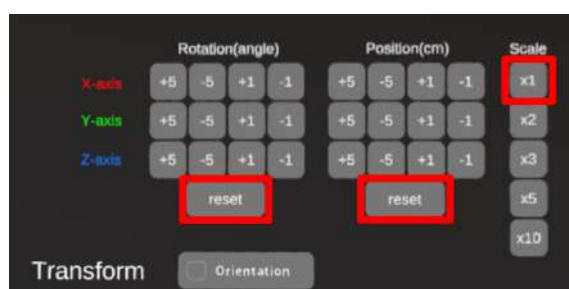 Rotation(angle) Position(cm) Scale
X-axis +5 -5 +1 -1 +5 -5 +1 -1 x1
Y-axis +5 -5 +1 -1 +5 -5 +1 -1 x2
Z-axis +5 -5 +1 -1 +5 -5 +1 -1 x3
reset reset x5
x10
Transform Orientation